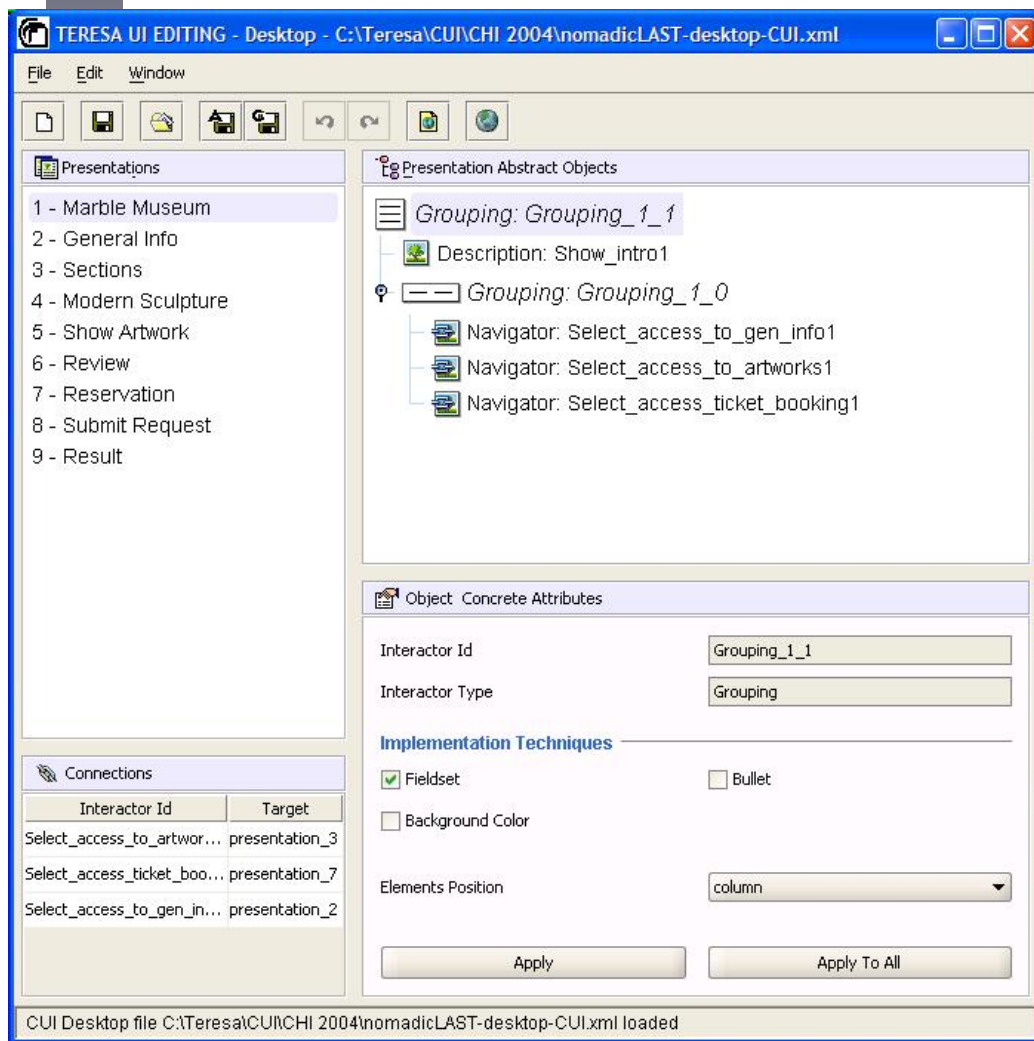 TERESA UI EDITING - Desktop - C:\Teresa\CUI\CHI 2004\nomadicLAST-desktop-CUI.xml
File Edit Window
Presentations
1 - Marble Museum
2 - General Info
3 - Sections
4 - Modern Sculpture
5 - Show Artwork
6 - Review
7 - Reservation
8 - Submit Request
9 - Result
Presentation Abstract Objects
Grouping: Grouping_1_1
Description: Show_intro1
Grouping: Grouping_1_0
Navigator: Select_access_to_gen_info1
Navigator: Select_access_to_artworks1
Navigator: Select_access_ticket_booking1
Connections
Interactor Id Target
Select_access_to_artwor... presentation_3
Select_access_ticket_boo... presentation_7
Select_access_to_gen_in... presentation_2
Object Concrete Attributes
Interactor Id Grouping_1_1
Interactor Type Grouping
Implementation Techniques
Fieldset Bullet
Background Color
Elements Position column
Apply Apply To All
CUI Desktop file C:\Teresa\CUI\CHI 2004\nomadicLAST-desktop-CUI.xml loaded